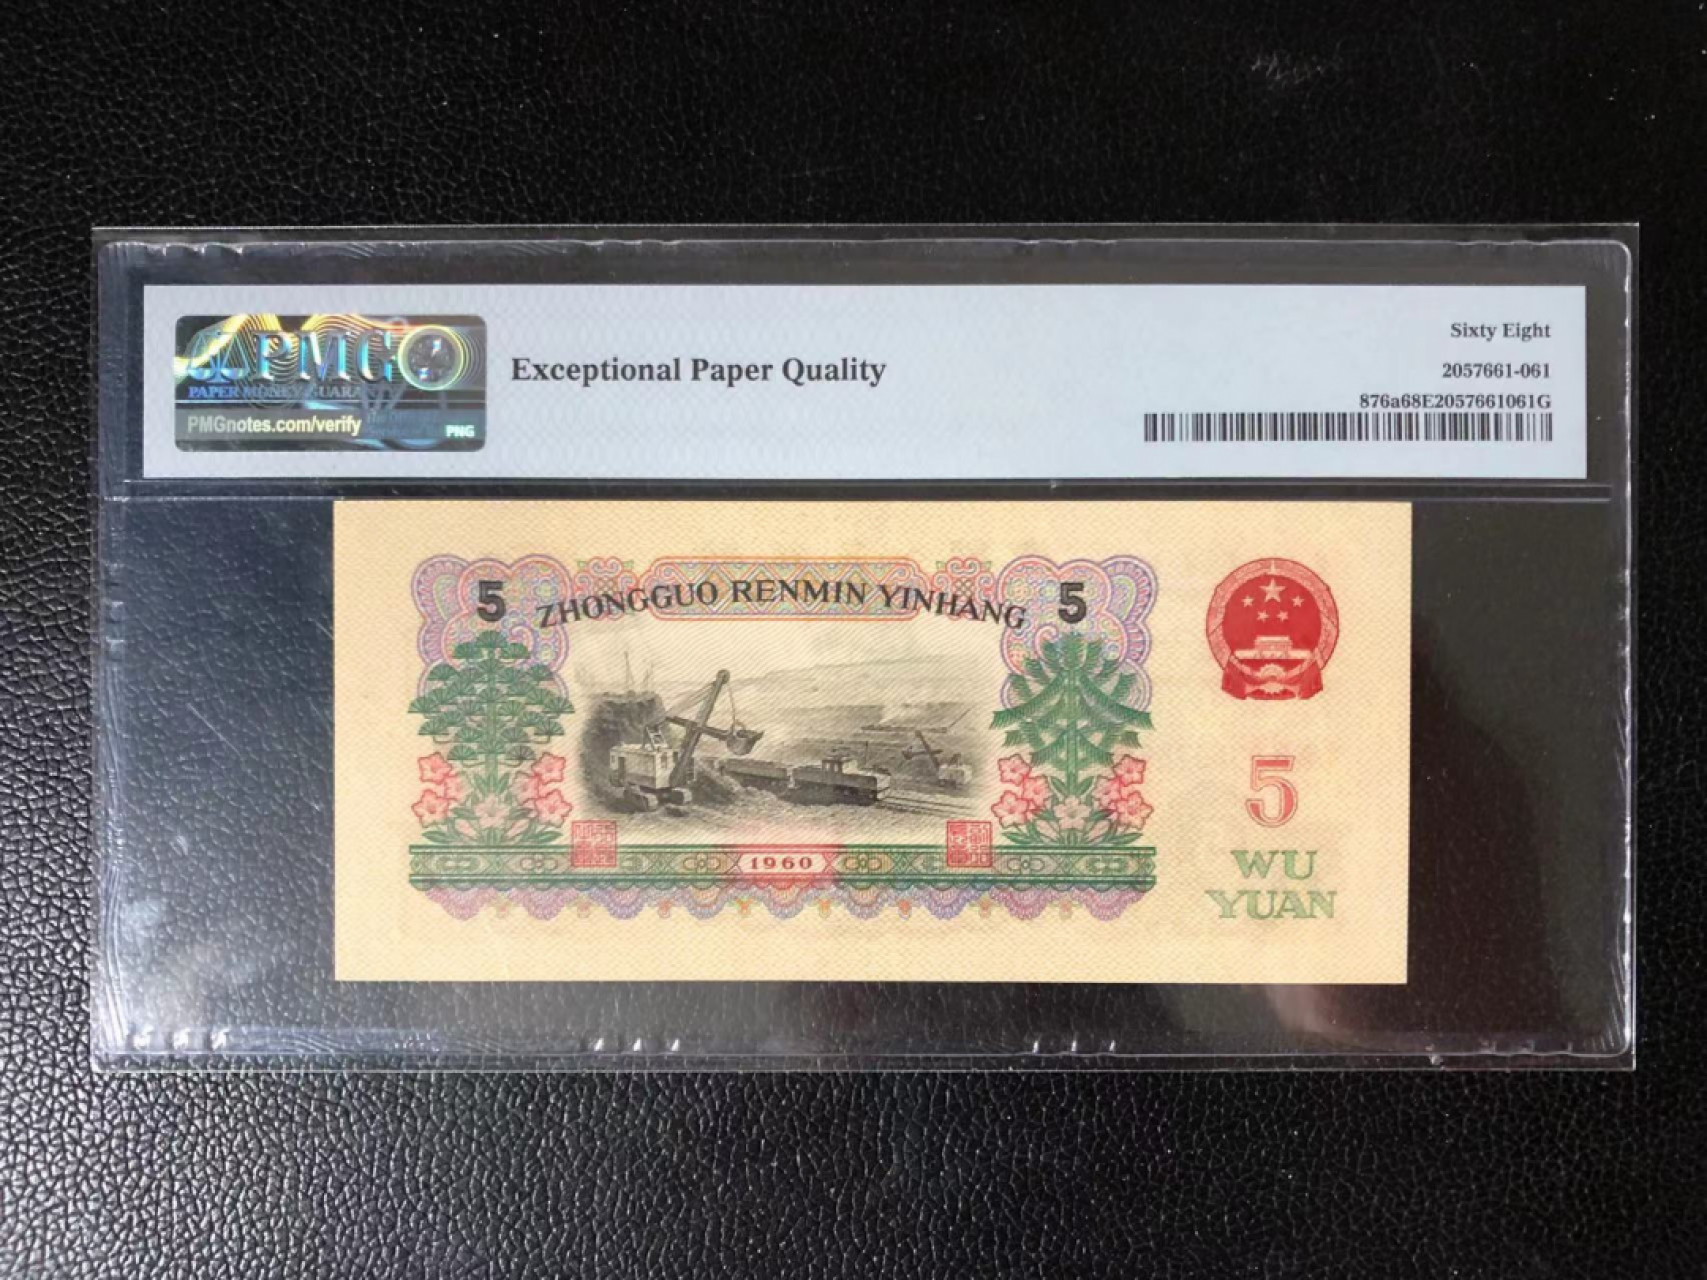 PMG
PAPER MONEY GUARA
PMGnotes.com/verify
PNG
Exceptional Paper Quality
Sixty Eight
2057661-061
876a68E2057661061G
5 ZHONGGUO RENMIN YINHANG 5
1960
5
WU
YUAN